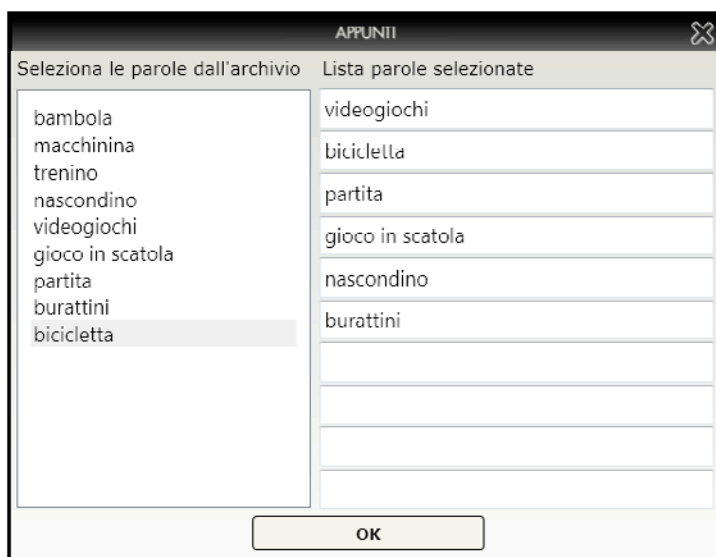 APPUNTI
Seleziona le parole dall'archivio
bambola
macchinina
trenino
nascondino
videogiochi
gioco in scatola
partita
burattini
bicicletta
Lista parole selezionate
videogiochi
bicicletta
partita
gioco in scatola
nascondino
burattini
OK